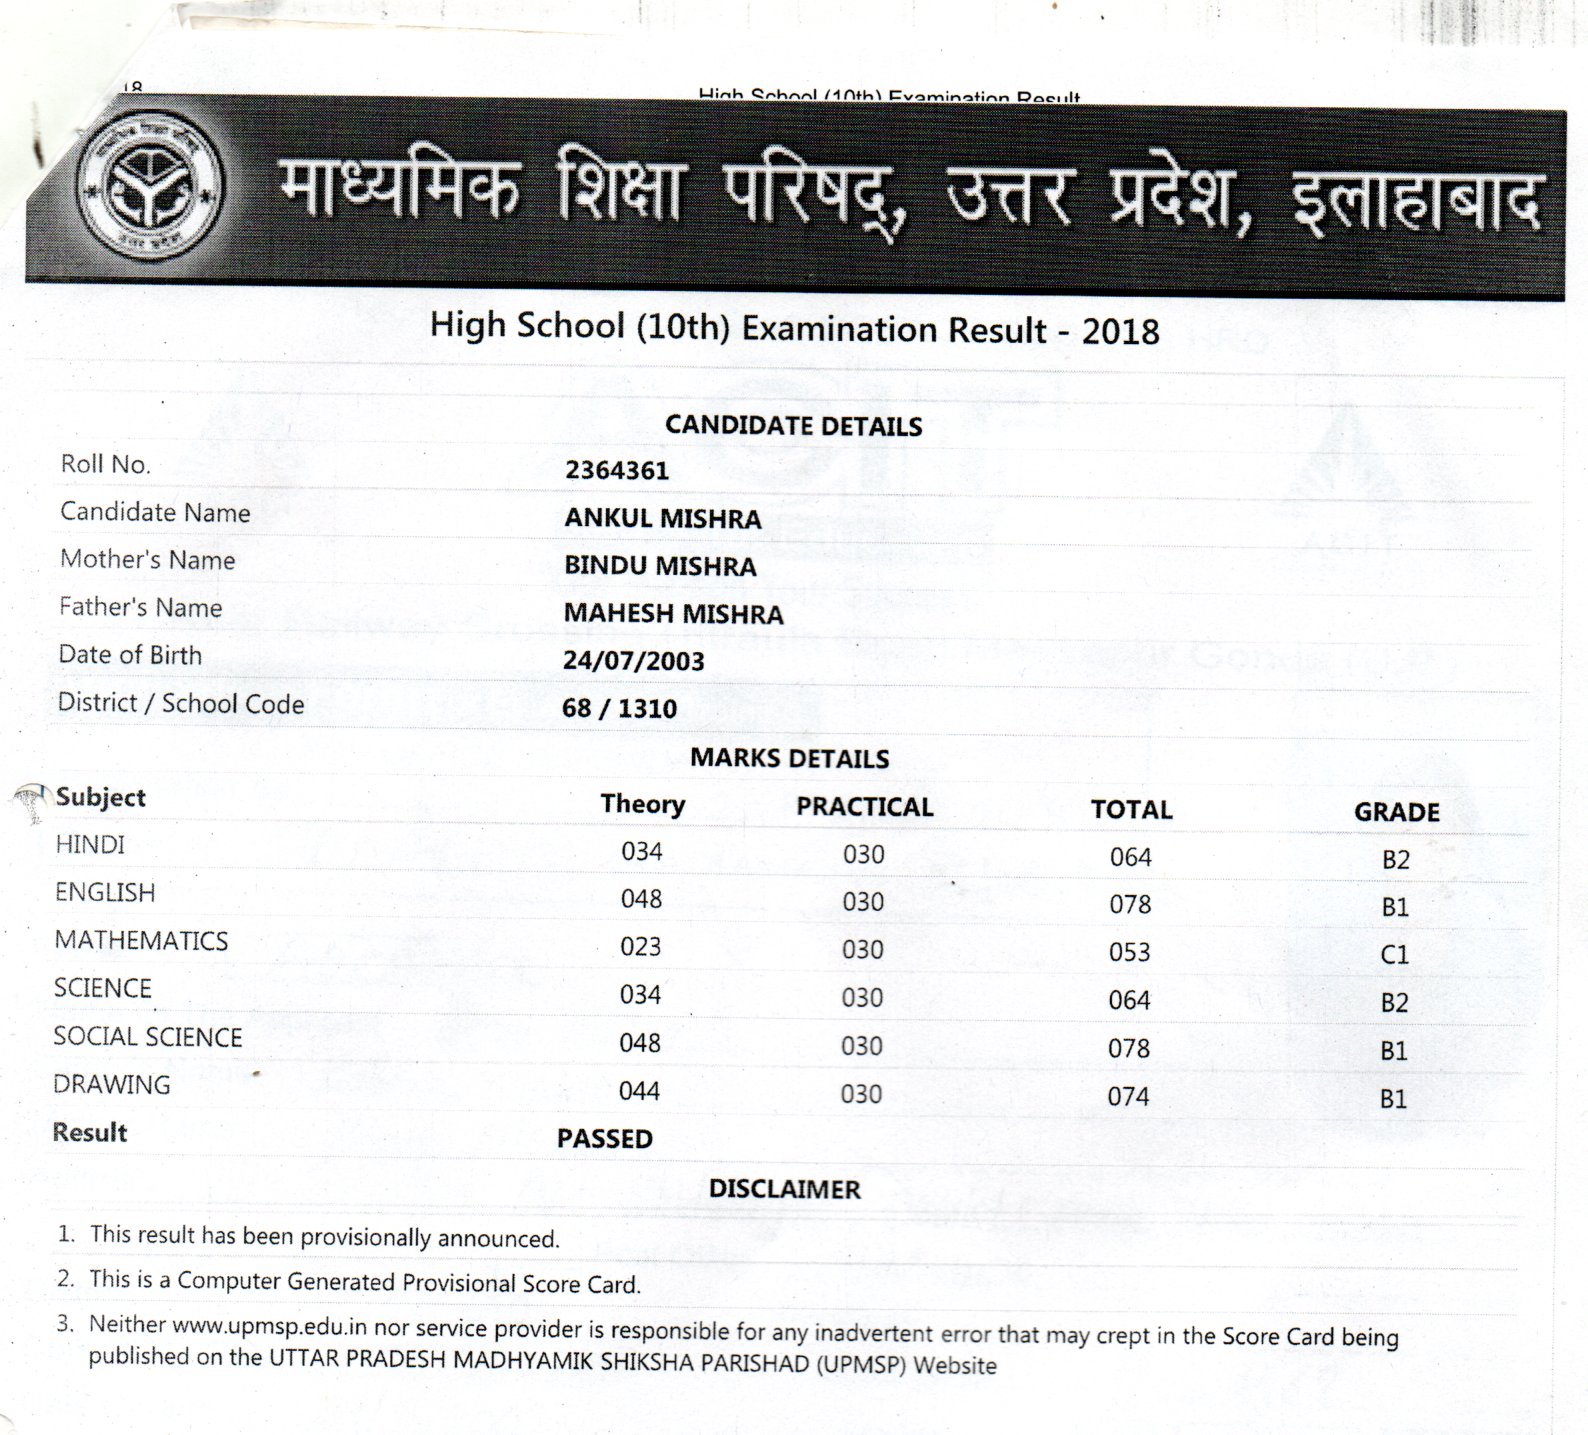 18
High School (10th) Examination Result
माध्यमिक शिक्षा परिषद्, उत्तर प्रदेश, इलाहाबाद
High School (10th) Examination Result - 2018
CANDIDATE DETAILS
Roll No. 2364361
Candidate Name ANKUL MISHRA
Mother's Name BINDU MISHRA
Father's Name MAHESH MISHRA
Date of Birth 24/07/2003
District / School Code 68 / 1310
MARKS DETAILS
Subject Theory PRACTICAL TOTAL GRADE
HINDI 034 030 064 B2
ENGLISH 048 030 078 B1
MATHEMATICS 023 030 053 C1
SCIENCE 034 030 064 B2
SOCIAL SCIENCE 048 030 078 B1
DRAWING 044 030 074 B1
Result PASSED
DISCLAIMER
1. This result has been provisionally announced.
2. This is a Computer Generated Provisional Score Card.
3. Neither www.upmsp.edu.in nor service provider is responsible for any inadvertent error that may crept in the Score Card being
published on the UTTAR PRADESH MADHYAMIK SHIKSHA PARISHAD (UPMSP) Website